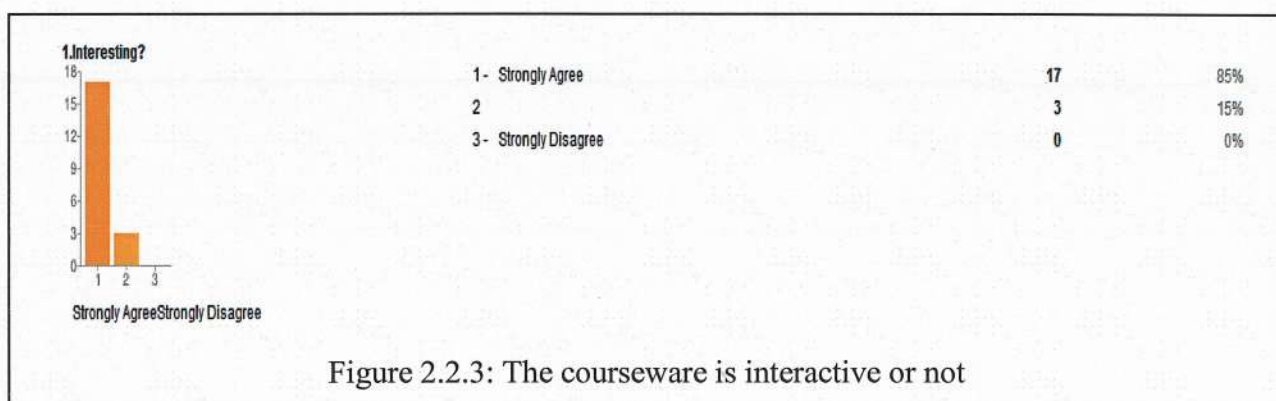 1.Interesting?
18
15
12
9
6
3
0
1 2 3
Strongly AgreeStrongly Disagree
1 - Strongly Agree 17 85%
2 3 15%
3 - Strongly Disagree 0 0%
Figure 2.2.3: The courseware is interactive or not